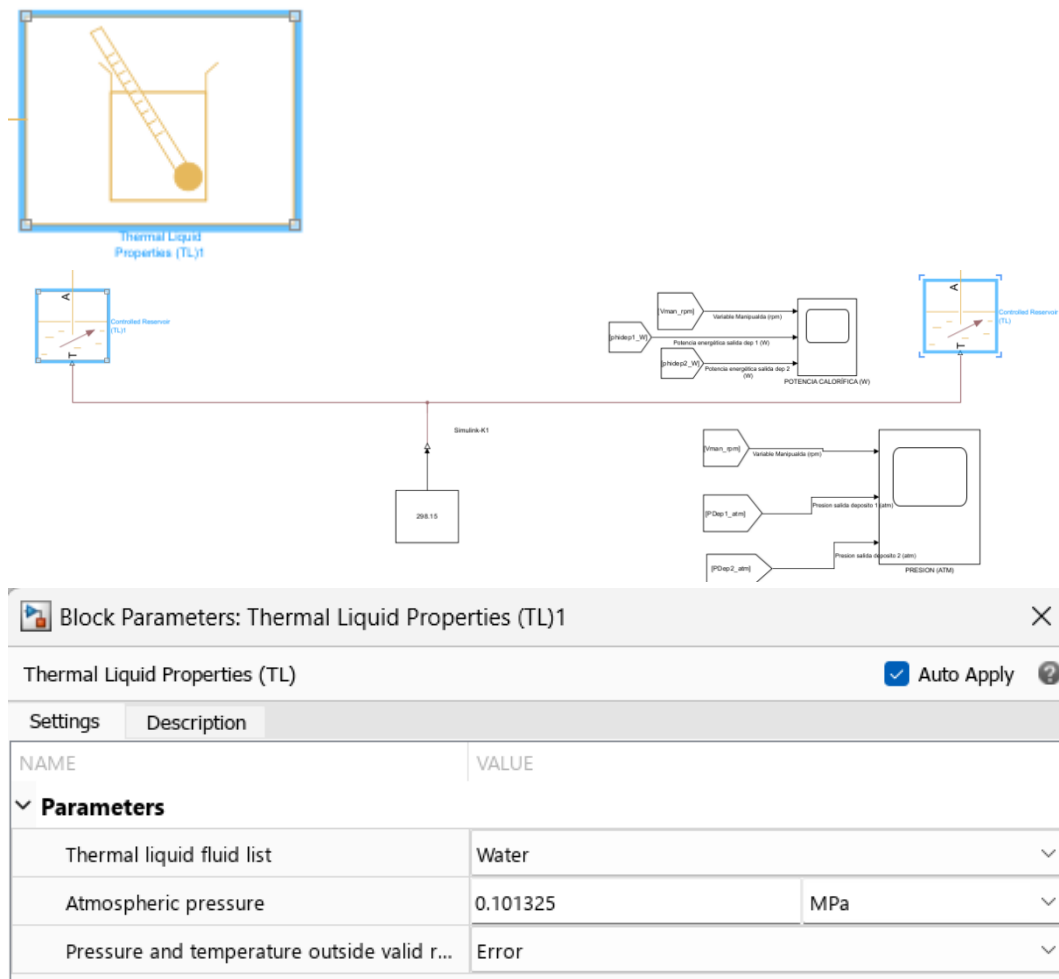 Thermal Liquid
Properties (TL)1
A
Controlled Reservoir
(TL)1
T
[Vman_rpm]
Variable Manipualda (rpm)
[phidep1_W]
Potencia energética salida dep 1 (W)
[phidep2_W]
Potencia energética salida dep 2
(W)
POTENCIA CALORÍFICA (W)
A
Controlled Reservoir
(TL)
T
Simulink-K1
298.15
[Vman_rpm]
Variable Manipualda (rpm)
[PDep1_atm]
Presion salida deposito 1 (atm)
[PDep2_atm]
Presion salida deposito 2 (atm)
PRESION (ATM)
Block Parameters: Thermal Liquid Properties (TL)1
Thermal Liquid Properties (TL)
Auto Apply
?
Settings
Description
NAME
VALUE
Parameters
Thermal liquid fluid list
Water
Atmospheric pressure
0.101325
MPa
Pressure and temperature outside valid r...
Error